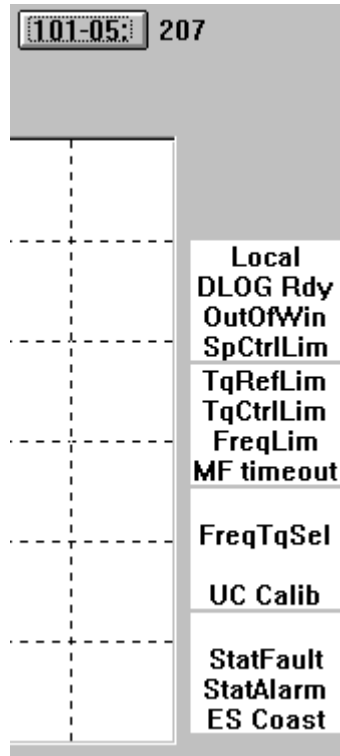 101-05: 207
Local
DLOG Rdy
OutOfWin
SpCtrlLim
TqRefLim
TqCtrlLim
FreqLim
MF timeout
FreqTqSel
UC Calib
StatFault
StatAlarm
ES Coast